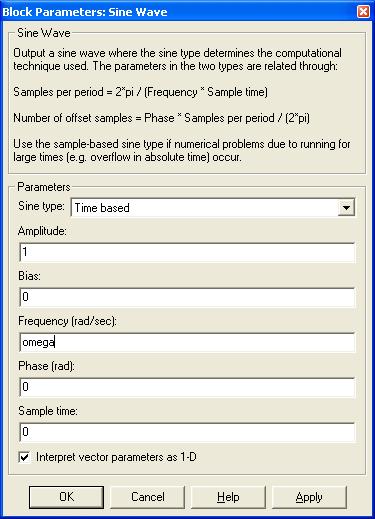 Block Parameters: Sine Wave
Sine Wave
Output a sine wave where the sine type determines the computational
technique used. The parameters in the two types are related through:
Samples per period = 2*pi / (Frequency * Sample time)
Number of offset samples = Phase * Samples per period / (2*pi)
Use the sample-based sine type if numerical problems due to running for
large times (e.g. overflow in absolute time) occur.
Parameters
Sine type: Time based
Amplitude:
1
Bias:
0
Frequency (rad/sec):
omega
Phase (rad):
0
Sample time:
0
Interpret vector parameters as 1-D
OK Cancel Help Apply